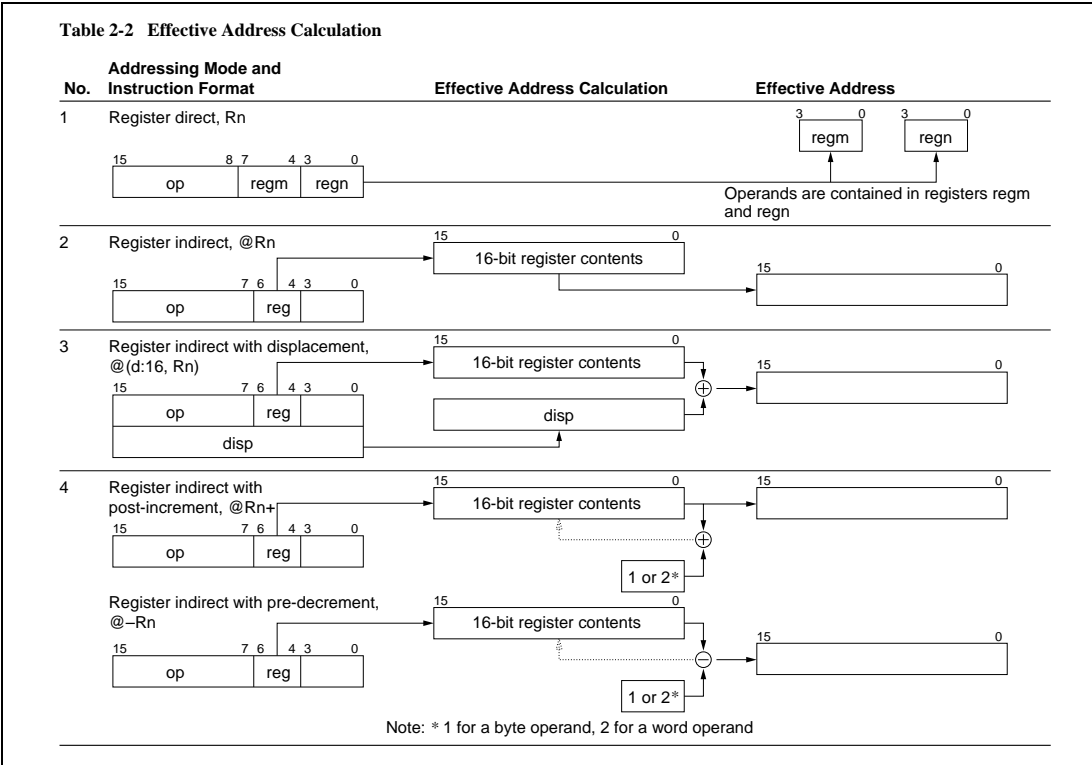 Table 2-2 Effective Address Calculation
No. Addressing Mode and Instruction Format Effective Address Calculation Effective Address
1 Register direct, Rn
3 0 3 0
regm regn
15 8 7 4 3 0
op regm regn
Operands are contained in registers regm
and regn
2 Register indirect, @Rn
15 0
16-bit register contents
15 0
15 7 6 4 3 0
op reg
3 Register indirect with displacement,
@(d:16, Rn)
15 0
16-bit register contents
15 0
15 7 6 4 3 0
op reg
disp
disp
4 Register indirect with
post-increment, @Rn+
15 0
16-bit register contents
15 0
15 7 6 4 3 0
op reg
1 or 2*
Register indirect with pre-decrement,
@−Rn
15 0
16-bit register contents
15 0
15 7 6 4 3 0
op reg
1 or 2*
Note: * 1 for a byte operand, 2 for a word operand